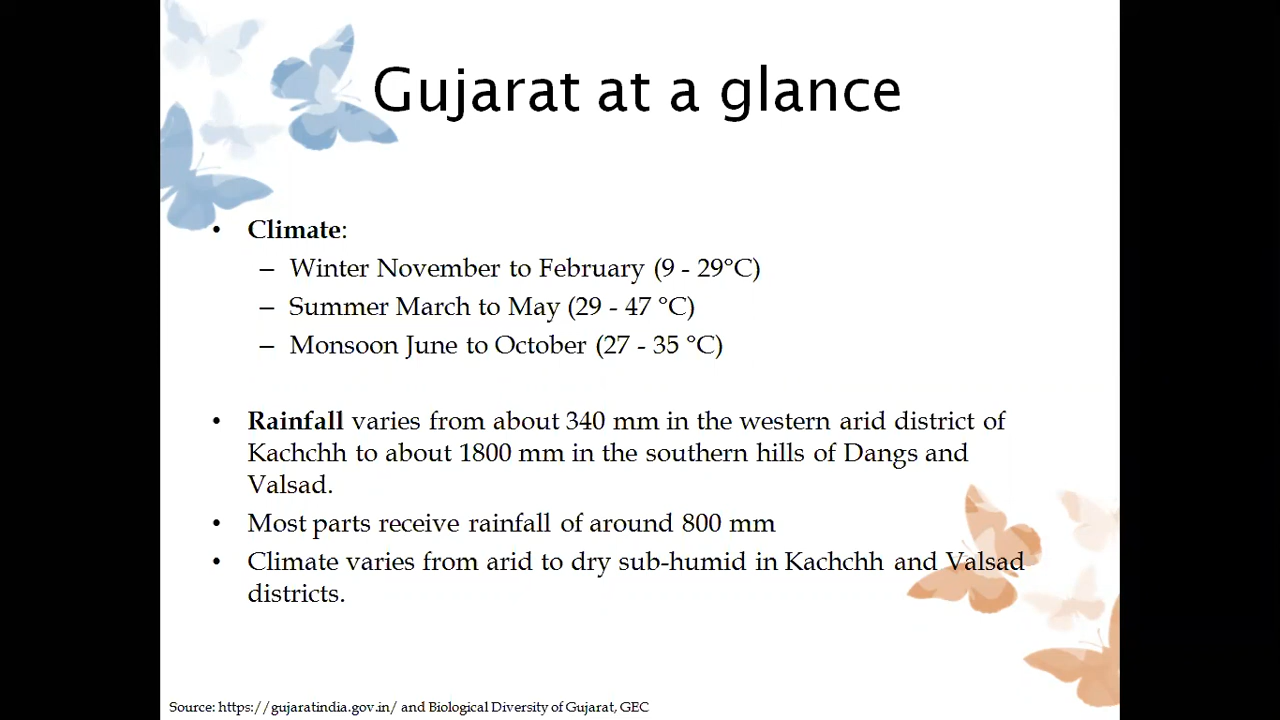 Gujarat at a glance
• Climate:
– Winter November to February (9 - 29°C)
– Summer March to May (29 - 47 °C)
– Monsoon June to October (27 - 35 °C)
• Rainfall varies from about 340 mm in the western arid district of
Kachchh to about 1800 mm in the southern hills of Dangs and
Valsad.
• Most parts receive rainfall of around 800 mm
• Climate varies from arid to dry sub-humid in Kachchh and Valsad
districts.
Source: https://gujaratindia.gov.in/ and Biological Diversity of Gujarat, GEC